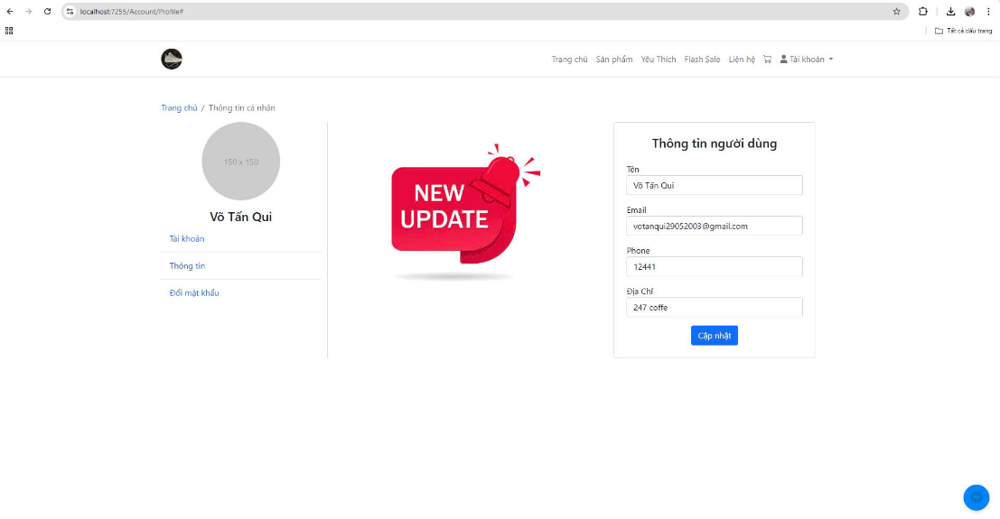 localhost:7255/Account/Profile#
Tất cả dấu trang
Trang chủ Sản phẩm Yêu Thích Flash Sale Liên hệ Tài khoản
Trang chủ / Thông tin cá nhân
150 x 150
Võ Tấn Qui
Tài khoản
Thông tin
Đổi mật khẩu
NEW
UPDATE
Thông tin người dùng
Tên
Võ Tấn Qui
Email
votanqui29052003@gmail.com
Phone
12441
Địa Chỉ
247 coffe
Cập nhật